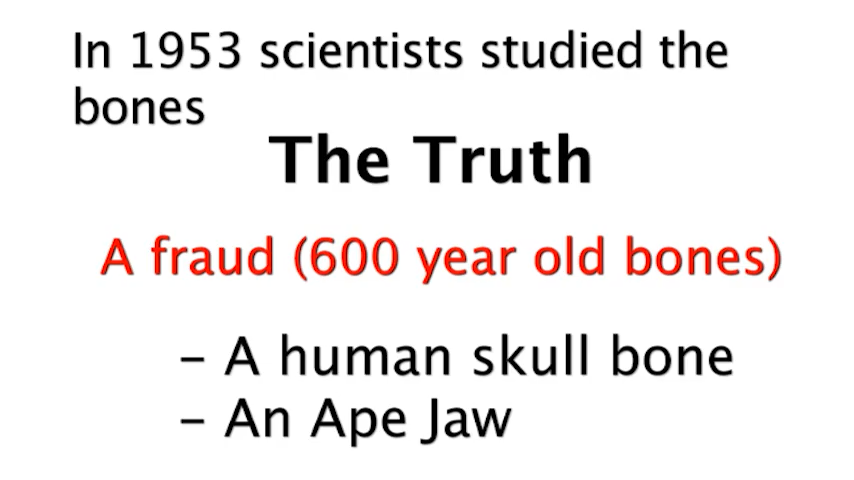 In 1953 scientists studied the
bones
The Truth
A fraud (600 year old bones)
- A human skull bone
- An Ape Jaw